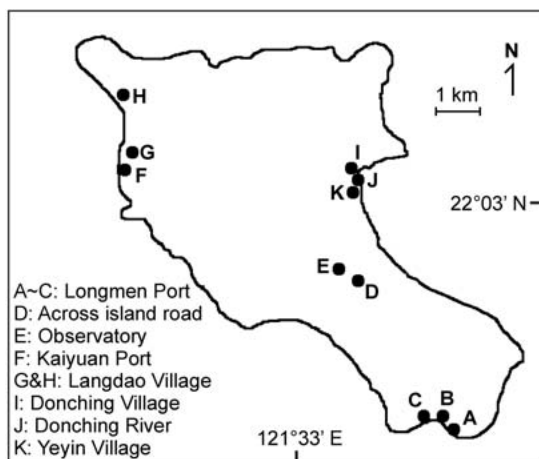 N
1 km
H
G
F
I
J
K
22°03' N
E
D
A~C: Longmen Port
D: Across island road
E: Observatory
F: Kaiyuan Port
G&H: Langdao Village
I: Donching Village
J: Donching River
K: Yeyin Village
C B A
121°33' E